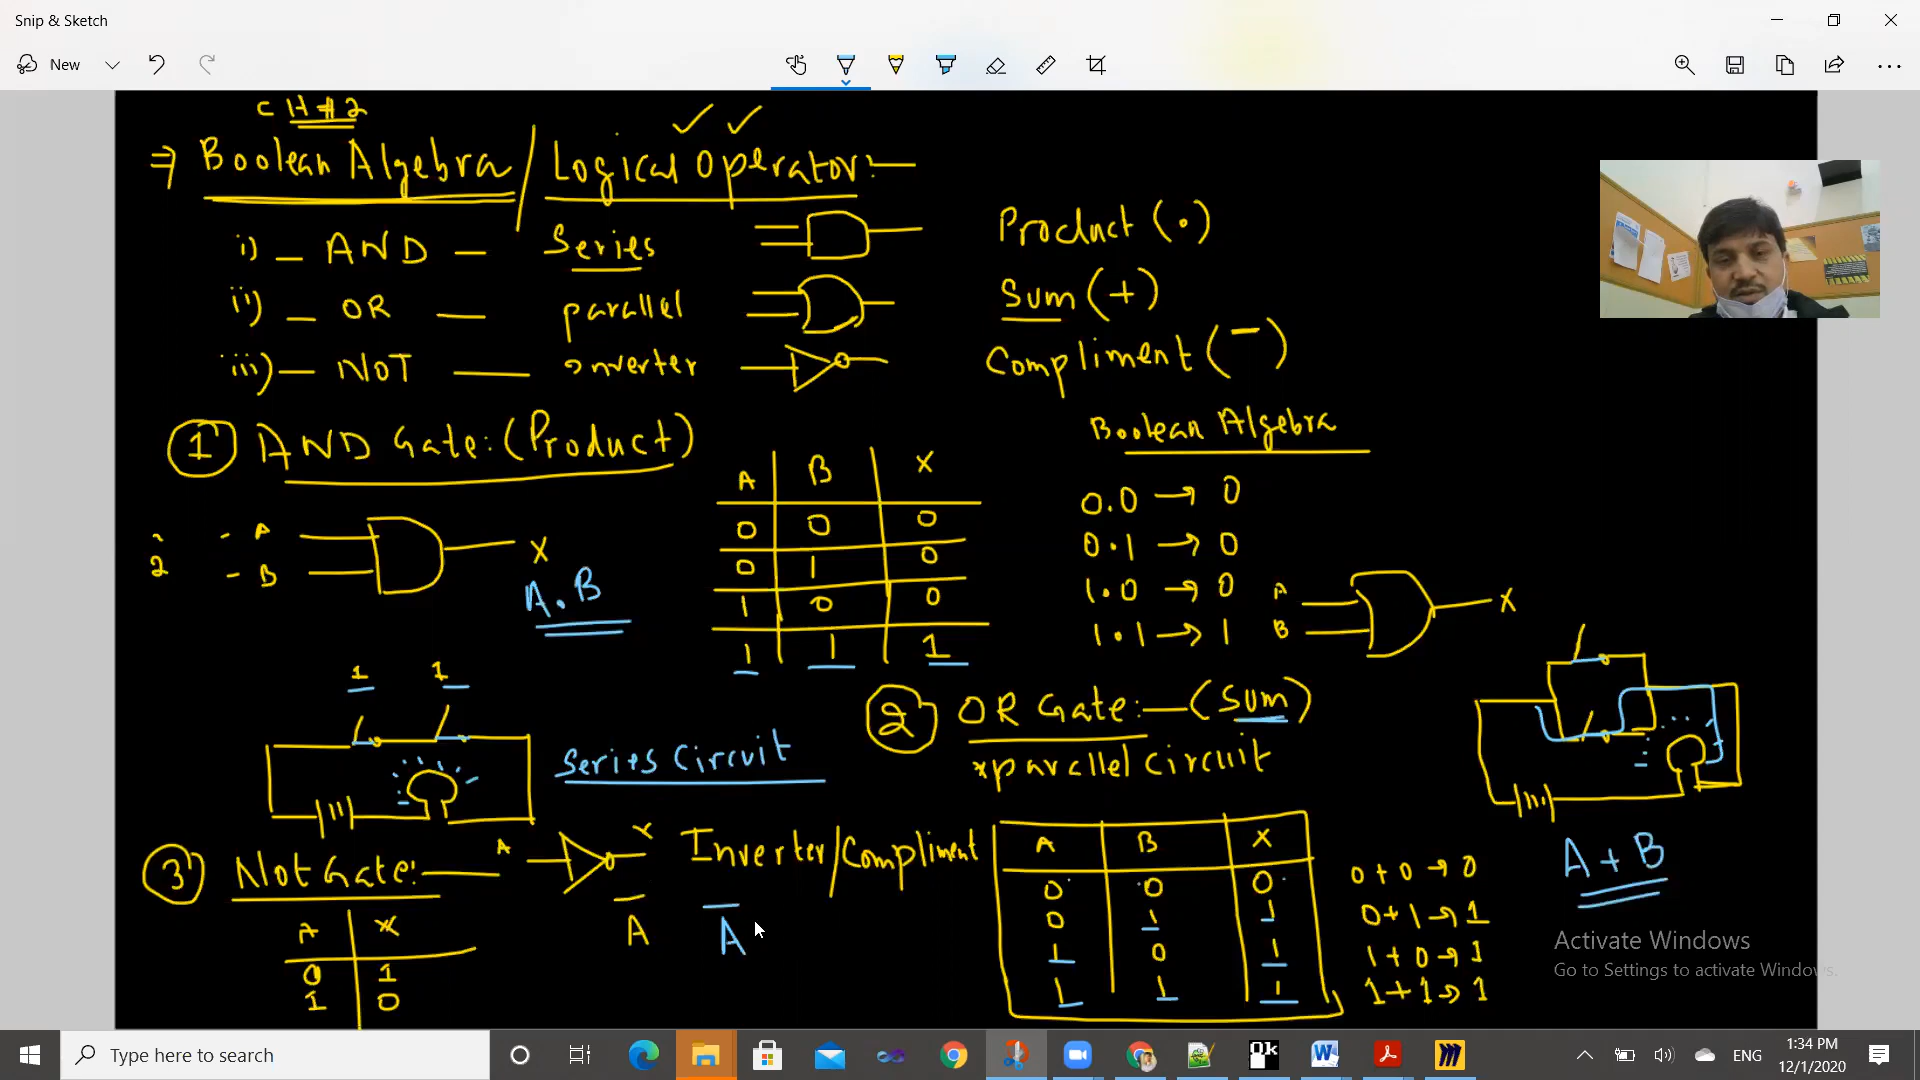 Snip & Sketch
New
CH#2
⇒ Boolean Algebra / Logical Operator:—
i) — AND — Series Product (.)
ii) — OR — parallel Sum (+)
iii) — NOT — inverter Compliment (‾)
① AND Gate: (Product)
A B X
0 0 0
0 1 0
1 0 0
1 1 1
Boolean Algebra
0.0 → 0
0.1 → 0
1.0 → 0
1.1 → 1
2
- A
- B
X
A.B
A
B
X
1 1
Series Circuit
② OR Gate:— (Sum)
*parallel Circuit
A B X
0 0 0
0 1 1
1 0 1
1 1 1
0+0→0
0+1→1
1+0→1
1+1→1
A+B
③ Not Gate:— A X Inverter/Compliment
A X
0 1
1 0
A̅ A̅
Activate Windows
Go to Settings to activate Windows.
Type here to search
Ok
ENG
1:34 PM
12/1/2020